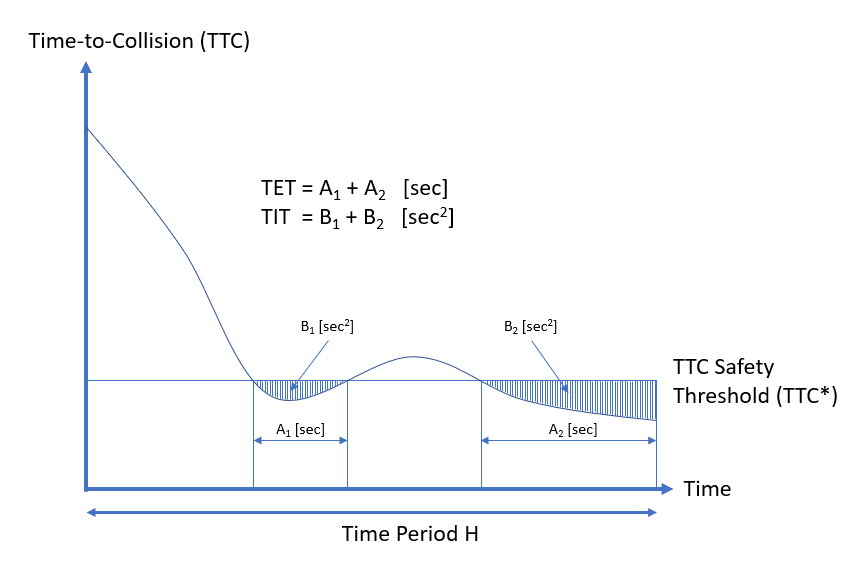 Time-to-Collision (TTC)
TET = A₁ + A₂ [sec]
TIT = B₁ + B₂ [sec²]
B₁ [sec²]
B₂ [sec²]
TTC Safety
Threshold (TTC*)
A₁ [sec]
A₂ [sec]
Time
Time Period H